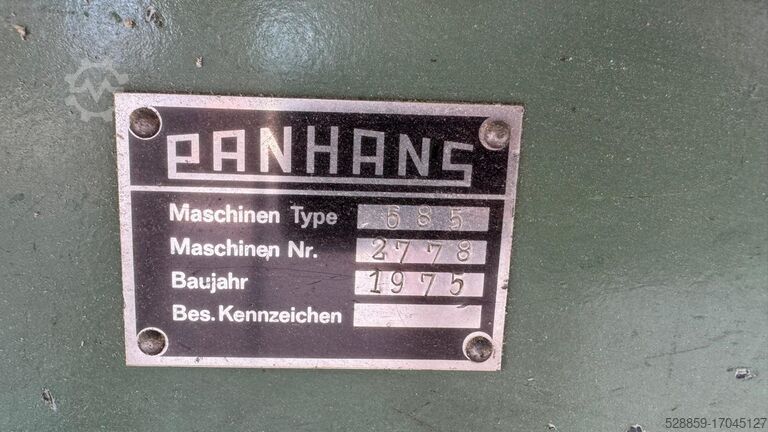 PANHANS
Maschinen Type 685
Maschinen Nr. 2778
Baujahr 1975
Bes. Kennzeichen
528859-17045127